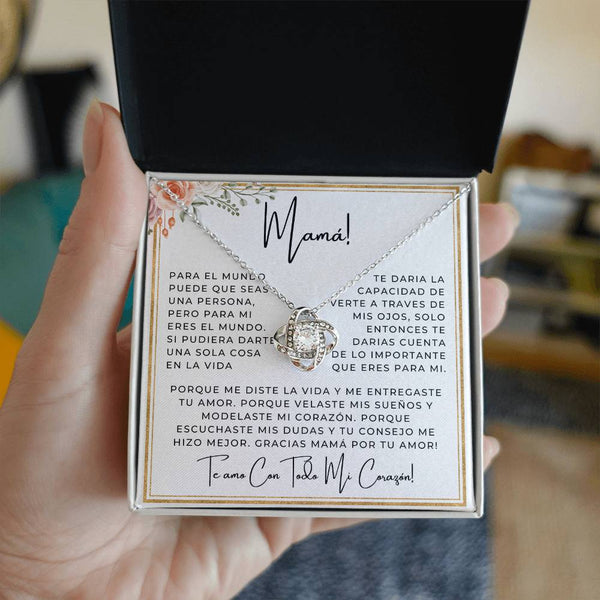 Mamá!
PARA EL MUNDO
PUEDE QUE SEAS
UNA PERSONA,
PERO PARA MI
ERES EL MUNDO.
SI PUDIERA DARTE
UNA SOLA COSA
EN LA VIDA
TE DARIA LA
CAPACIDAD DE
VERTE A TRAVES DE
MIS OJOS, SOLO
ENTONCES TE
DARIAS CUENTA
DE LO IMPORTANTE
QUE ERES PARA MI.
PORQUE ME DISTE LA VIDA Y ME ENTREGASTE
TU AMOR. PORQUE VELASTE MIS SUEÑOS Y
MODELASTE MI CORAZÓN. PORQUE
ESCUCHASTE MIS DUDAS Y TU CONSEJO ME
HIZO MEJOR. GRACIAS MAMÁ POR TU AMOR!
Te amo Con Todo Mi Corazón!